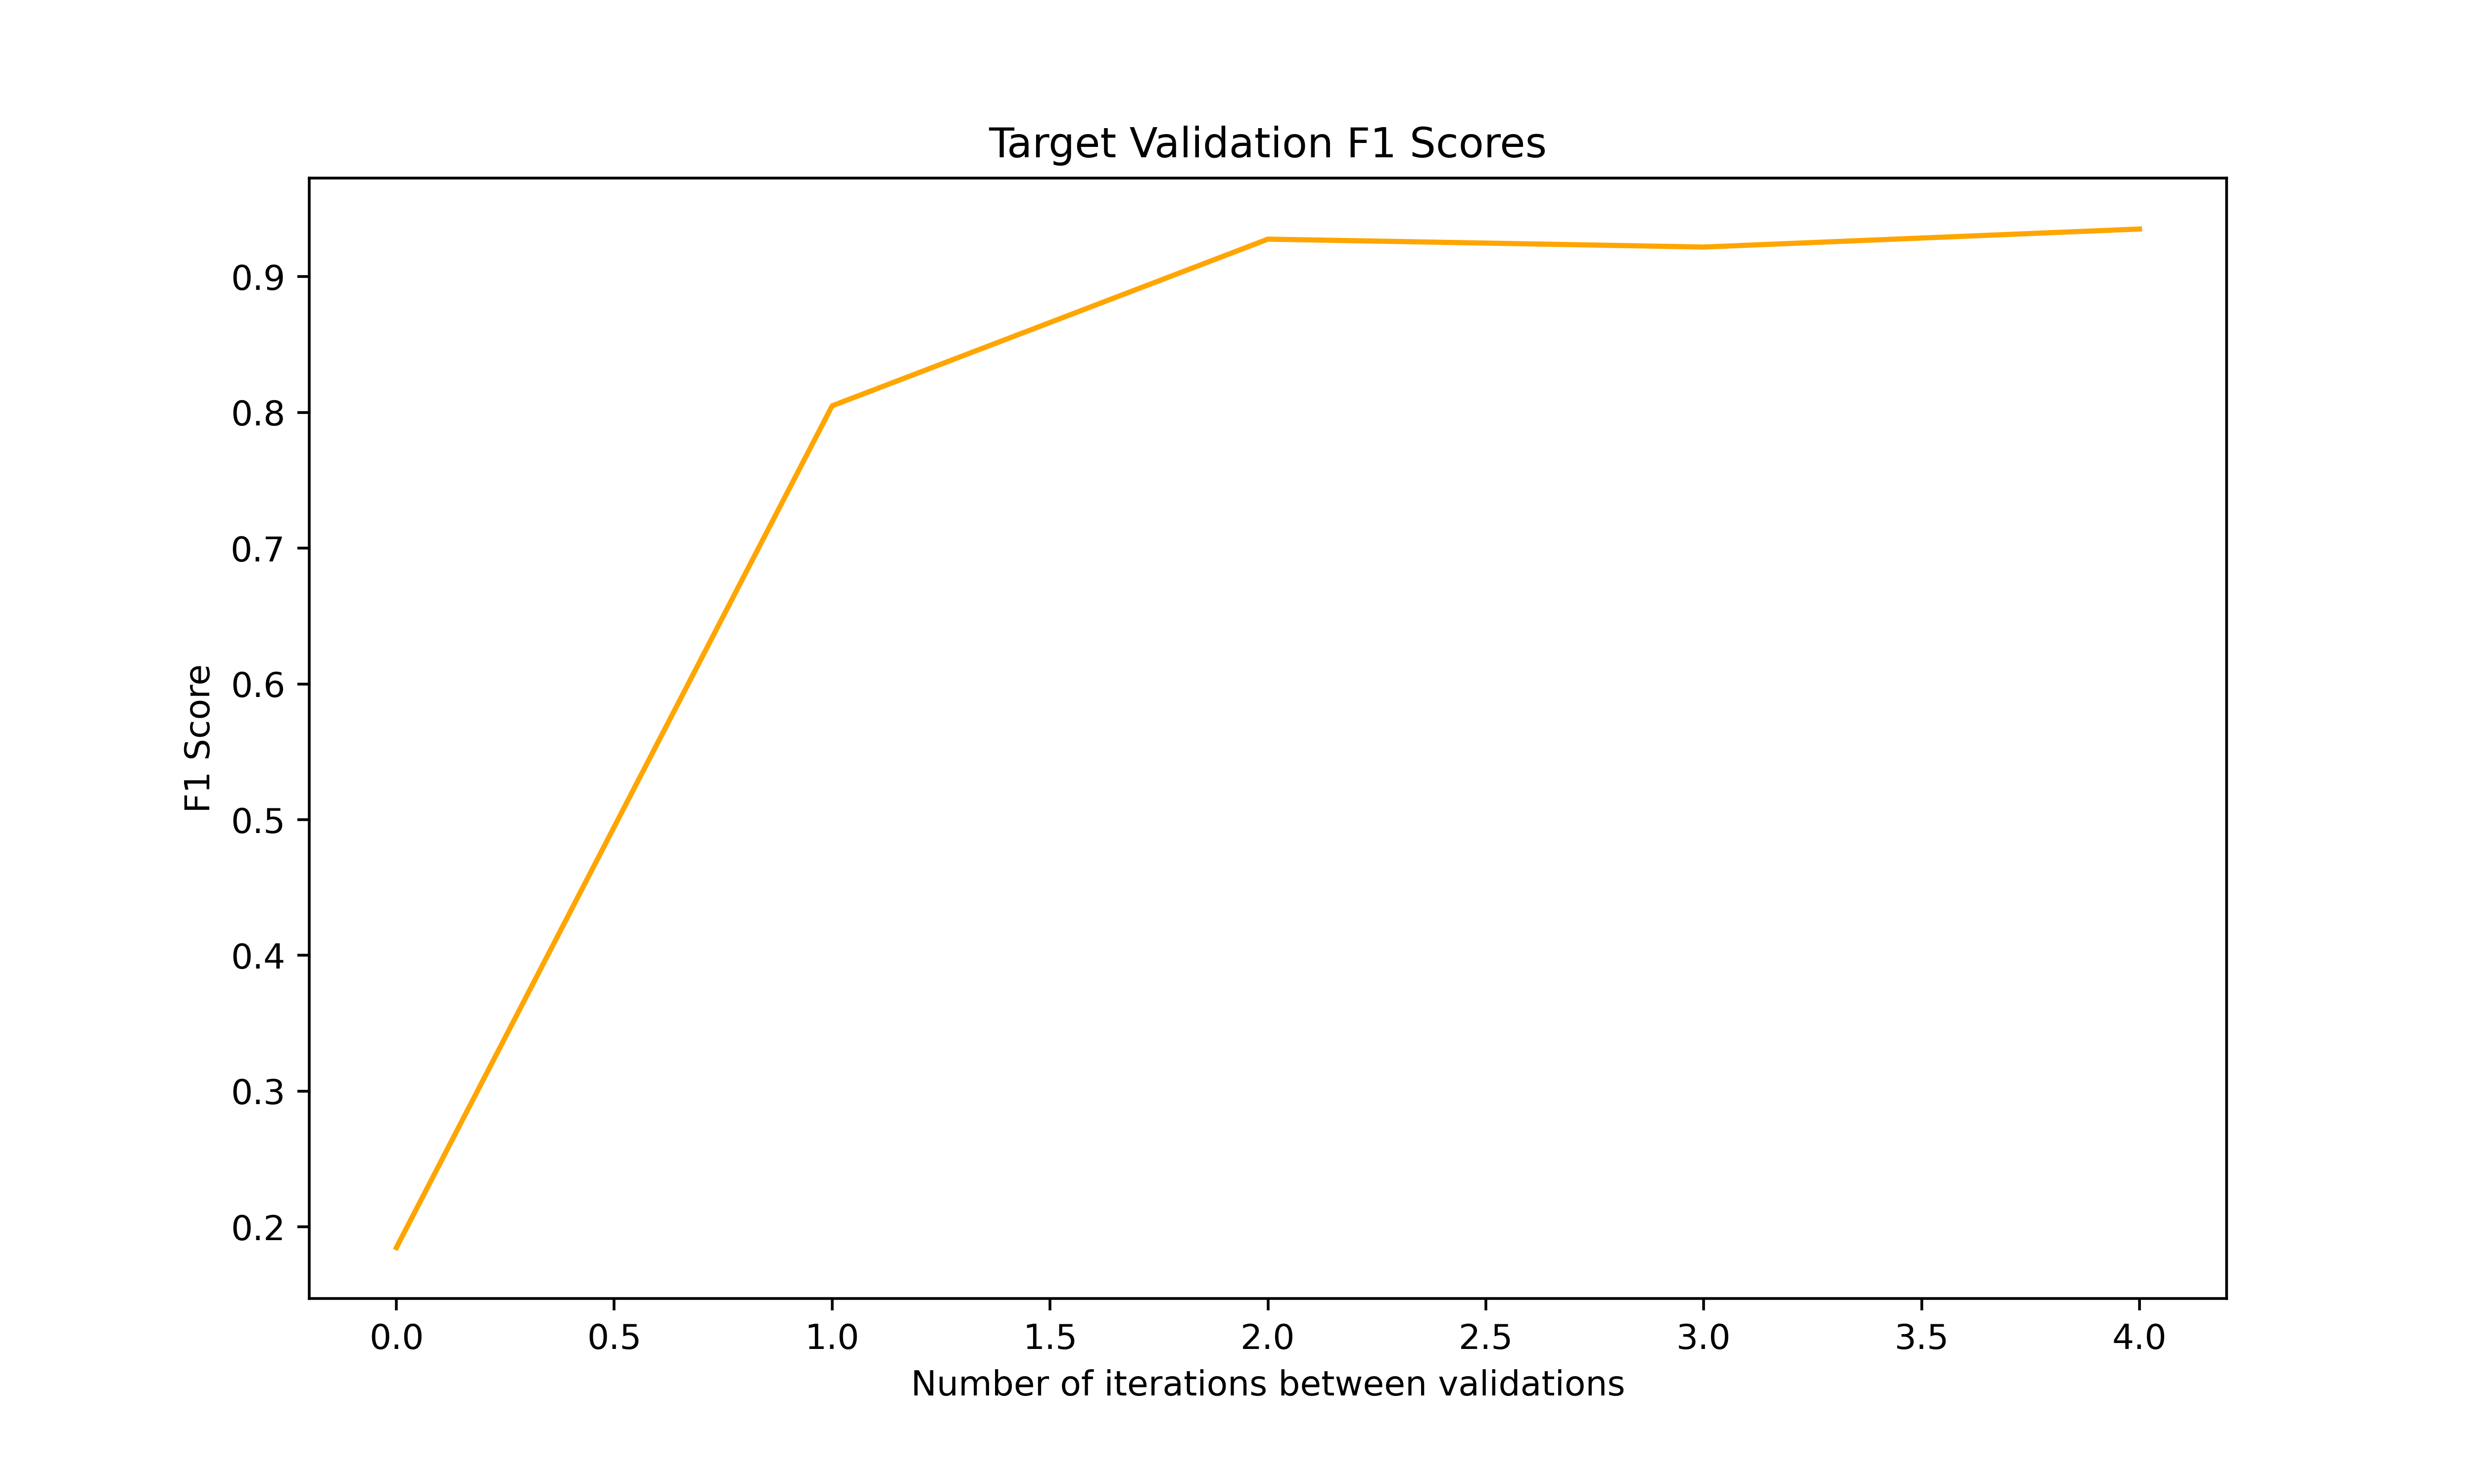 Target Validation F1 Scores
F1 Score
0.9
0.8
0.7
0.6
0.5
0.4
0.3
0.2
0.0 0.5 1.0 1.5 2.0 2.5 3.0 3.5 4.0
Number of iterations between validations